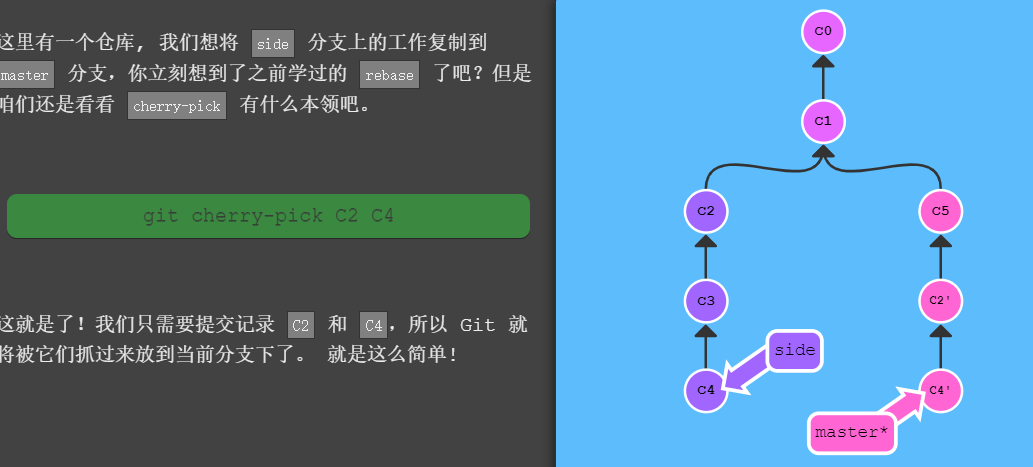 这里有一个仓库, 我们想将 side 分支上的工作复制到
master 分支，你立刻想到了之前学过的 rebase 了吧？但是
咱们还是看看 cherry-pick 有什么本领吧。
git cherry-pick C2 C4
这就是了！我们只需要提交记录 C2 和 C4，所以 Git 就
将被它们抓过来放到当前分支下了。 就是这么简单!
C0
C1
C2
C5
C3
C2'
side
C4
C4'
master*